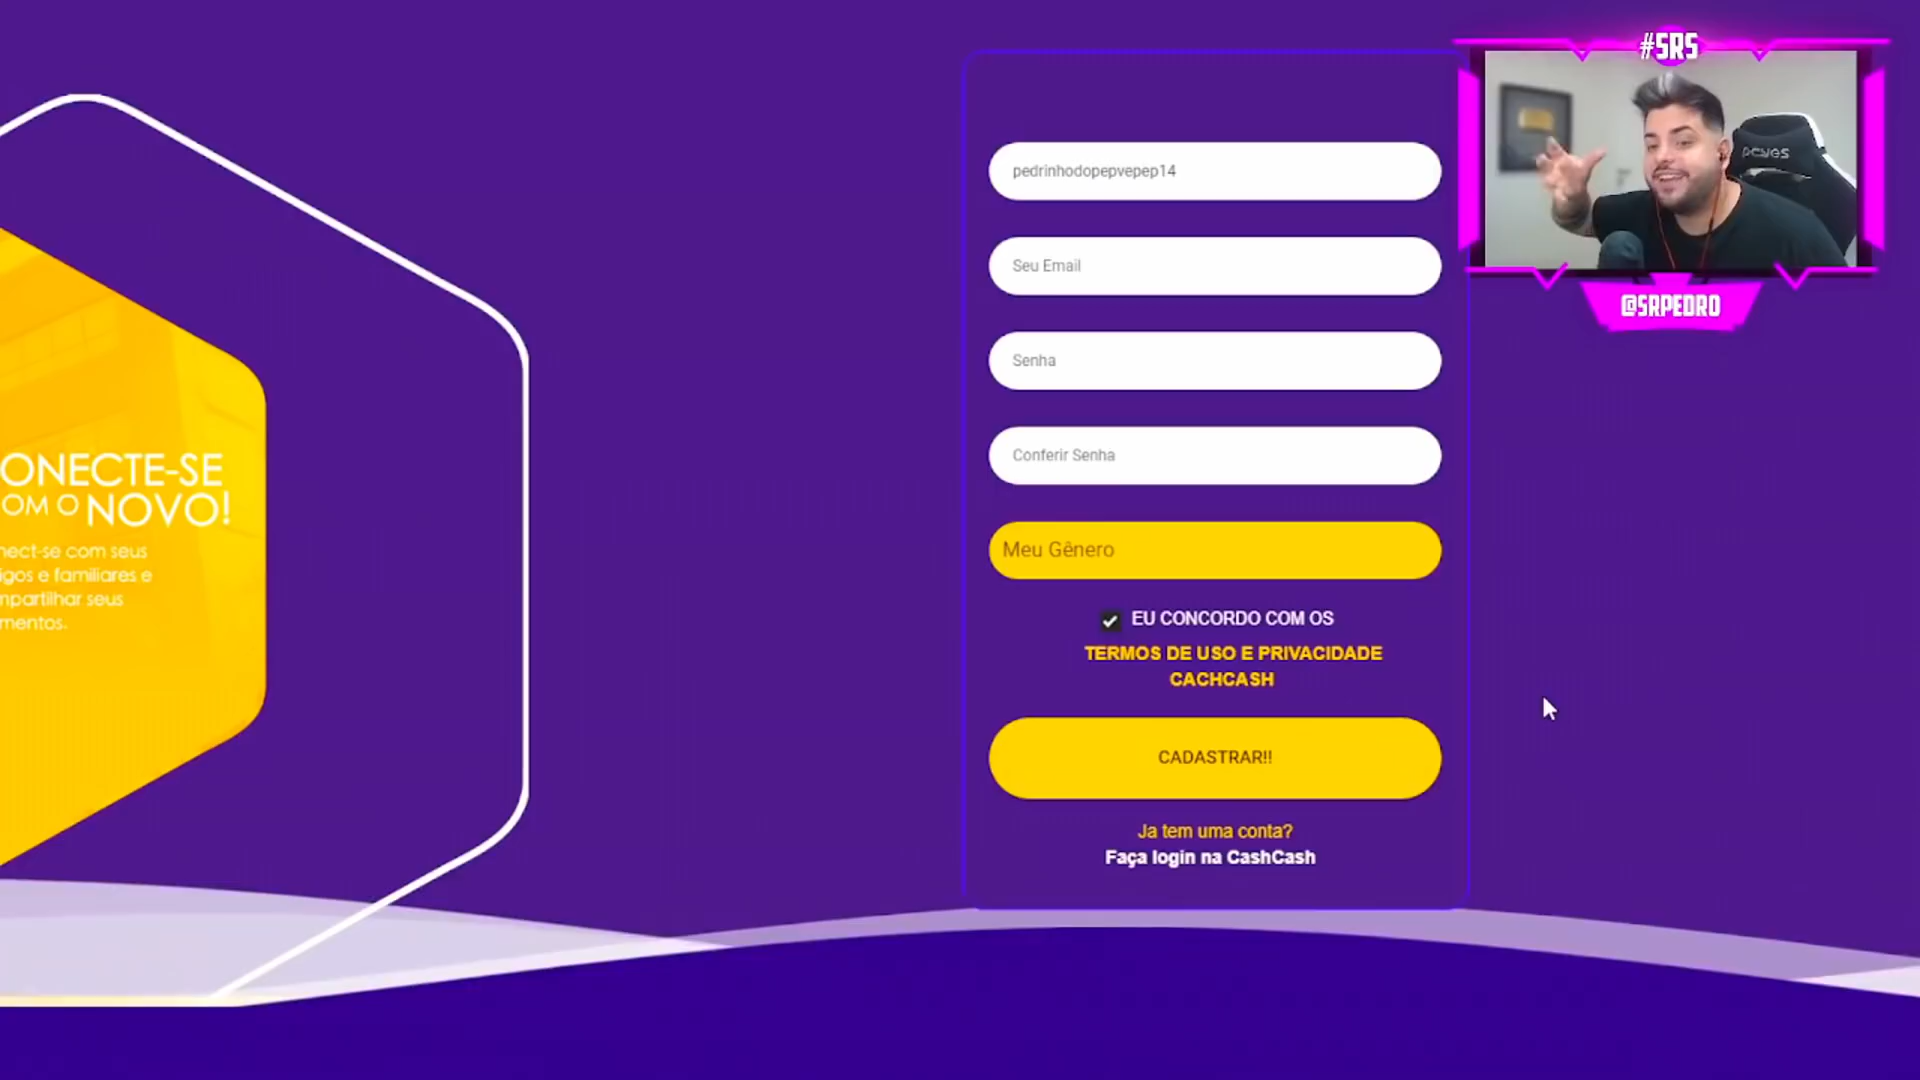 #SRS
@SRPEDRO
pedrinhodopepvepep14
Seu Email
Senha
Conferir Senha
Meu Gênero
EU CONCORDO COM OS
TERMOS DE USO E PRIVACIDADE
CACHCASH
CADASTRAR!!
Ja tem uma conta?
Faça login na CashCash
ONECTE-SE
OM O NOVO!
nect-se com seus
igos e familiares e
mpartilhar seus
mentos.